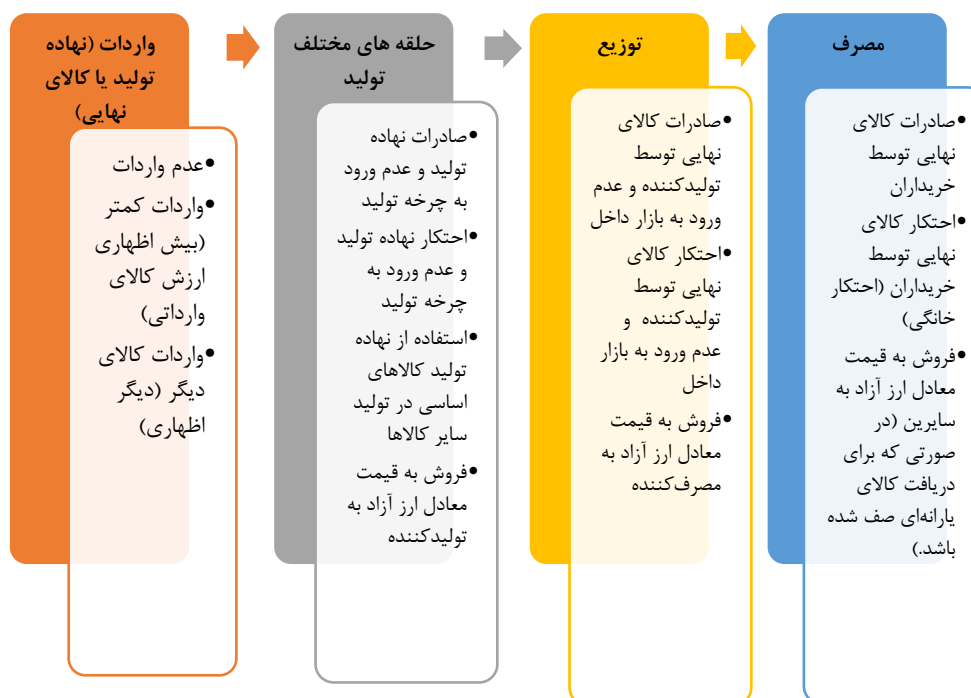 واردات (نهاده
تولید یا کالای
نهایی)
•عدم واردات
•واردات کمتر
(بیش اظهاری
ارزش کالای
وارداتی)
•واردات کالای
دیگر (دیگر
اظهاری)
حلقه های مختلف
تولید
•صادرات نهاده
تولید و عدم ورود
به چرخه تولید
•احتکار نهاده تولید
و عدم ورود به
چرخه تولید
•استفاده از نهاده
تولید کالاهای
اساسی در تولید
سایر کالاها
•فروش به قیمت
معادل ارز آزاد به
تولیدکننده
توزیع
•صادرات کالای
نهایی توسط
تولیدکننده و عدم
ورود به بازار داخل
•احتکار کالای
نهایی توسط
تولیدکننده و
عدم ورود به بازار
داخل
•فروش به قیمت
معادل ارز آزاد به
مصرف‌کننده
مصرف
•صادرات کالای
نهایی توسط
خریداران
•احتکار کالای
نهایی توسط
خریداران (احتکار
خانگی)
•فروش به قیمت
معادل ارز آزاد به
سایرین (در
صورتی که برای
دریافت کالای
یارانه‌ای صف شده
باشد.)